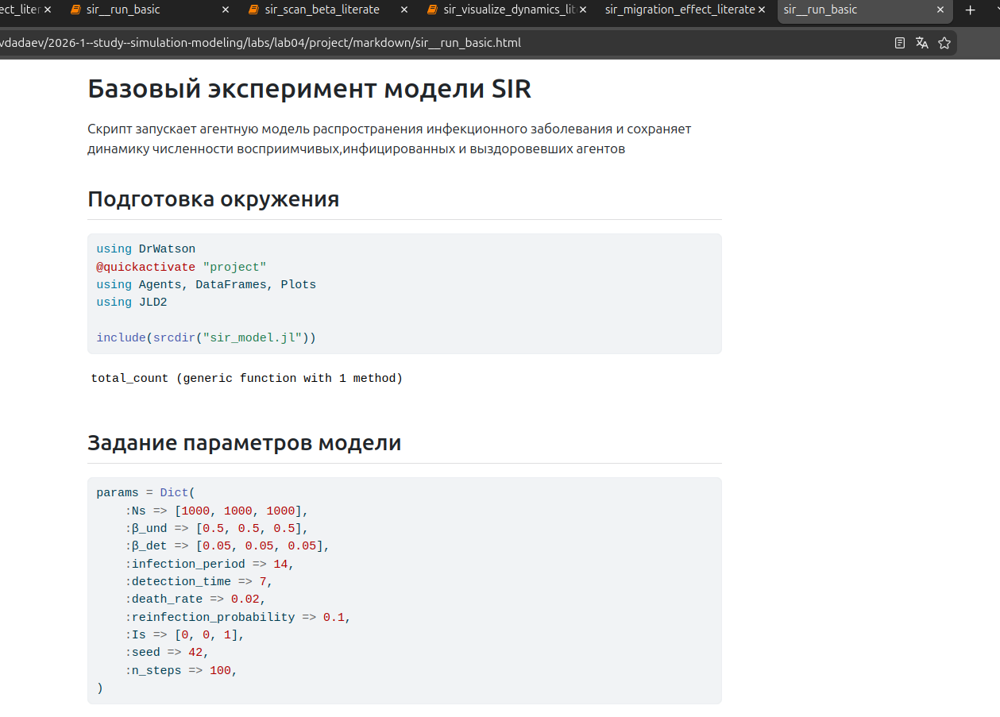 ect_liter
sir__run_basic
sir_scan_beta_literate
sir_visualize_dynamics_lit
sir_migration_effect_literate
sir__run_basic
vdadaev/2026-1--study--simulation-modeling/labs/lab04/project/markdown/sir__run_basic.html
Базовый эксперимент модели SIR
Скрипт запускает агентную модель распространения инфекционного заболевания и сохраняет
динамику численности восприимчивых,инфицированных и выздоровевших агентов
Подготовка окружения
using DrWatson
@quickactivate "project"
using Agents, DataFrames, Plots
using JLD2
include(srcdir("sir_model.jl"))
total_count (generic function with 1 method)
Задание параметров модели
params = Dict(
    :Ns => [1000, 1000, 1000],
    :β_und => [0.5, 0.5, 0.5],
    :β_det => [0.05, 0.05, 0.05],
    :infection_period => 14,
    :detection_time => 7,
    :death_rate => 0.02,
    :reinfection_probability => 0.1,
    :Is => [0, 0, 1],
    :seed => 42,
    :n_steps => 100,
)